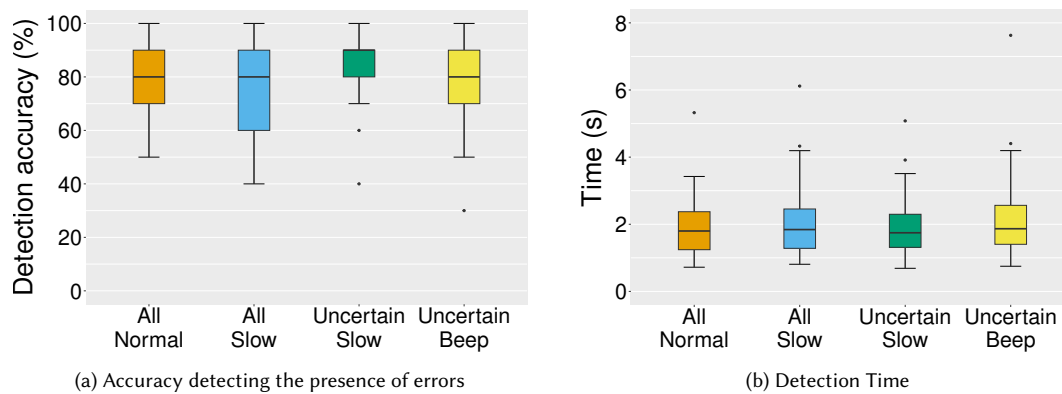 Detection accuracy (%)
100
80
60
40
20
0
All
Normal
All
Slow
Uncertain
Slow
Uncertain
Beep
(a) Accuracy detecting the presence of errors
Time (s)
8
6
4
2
0
All
Normal
All
Slow
Uncertain
Slow
Uncertain
Beep
(b) Detection Time